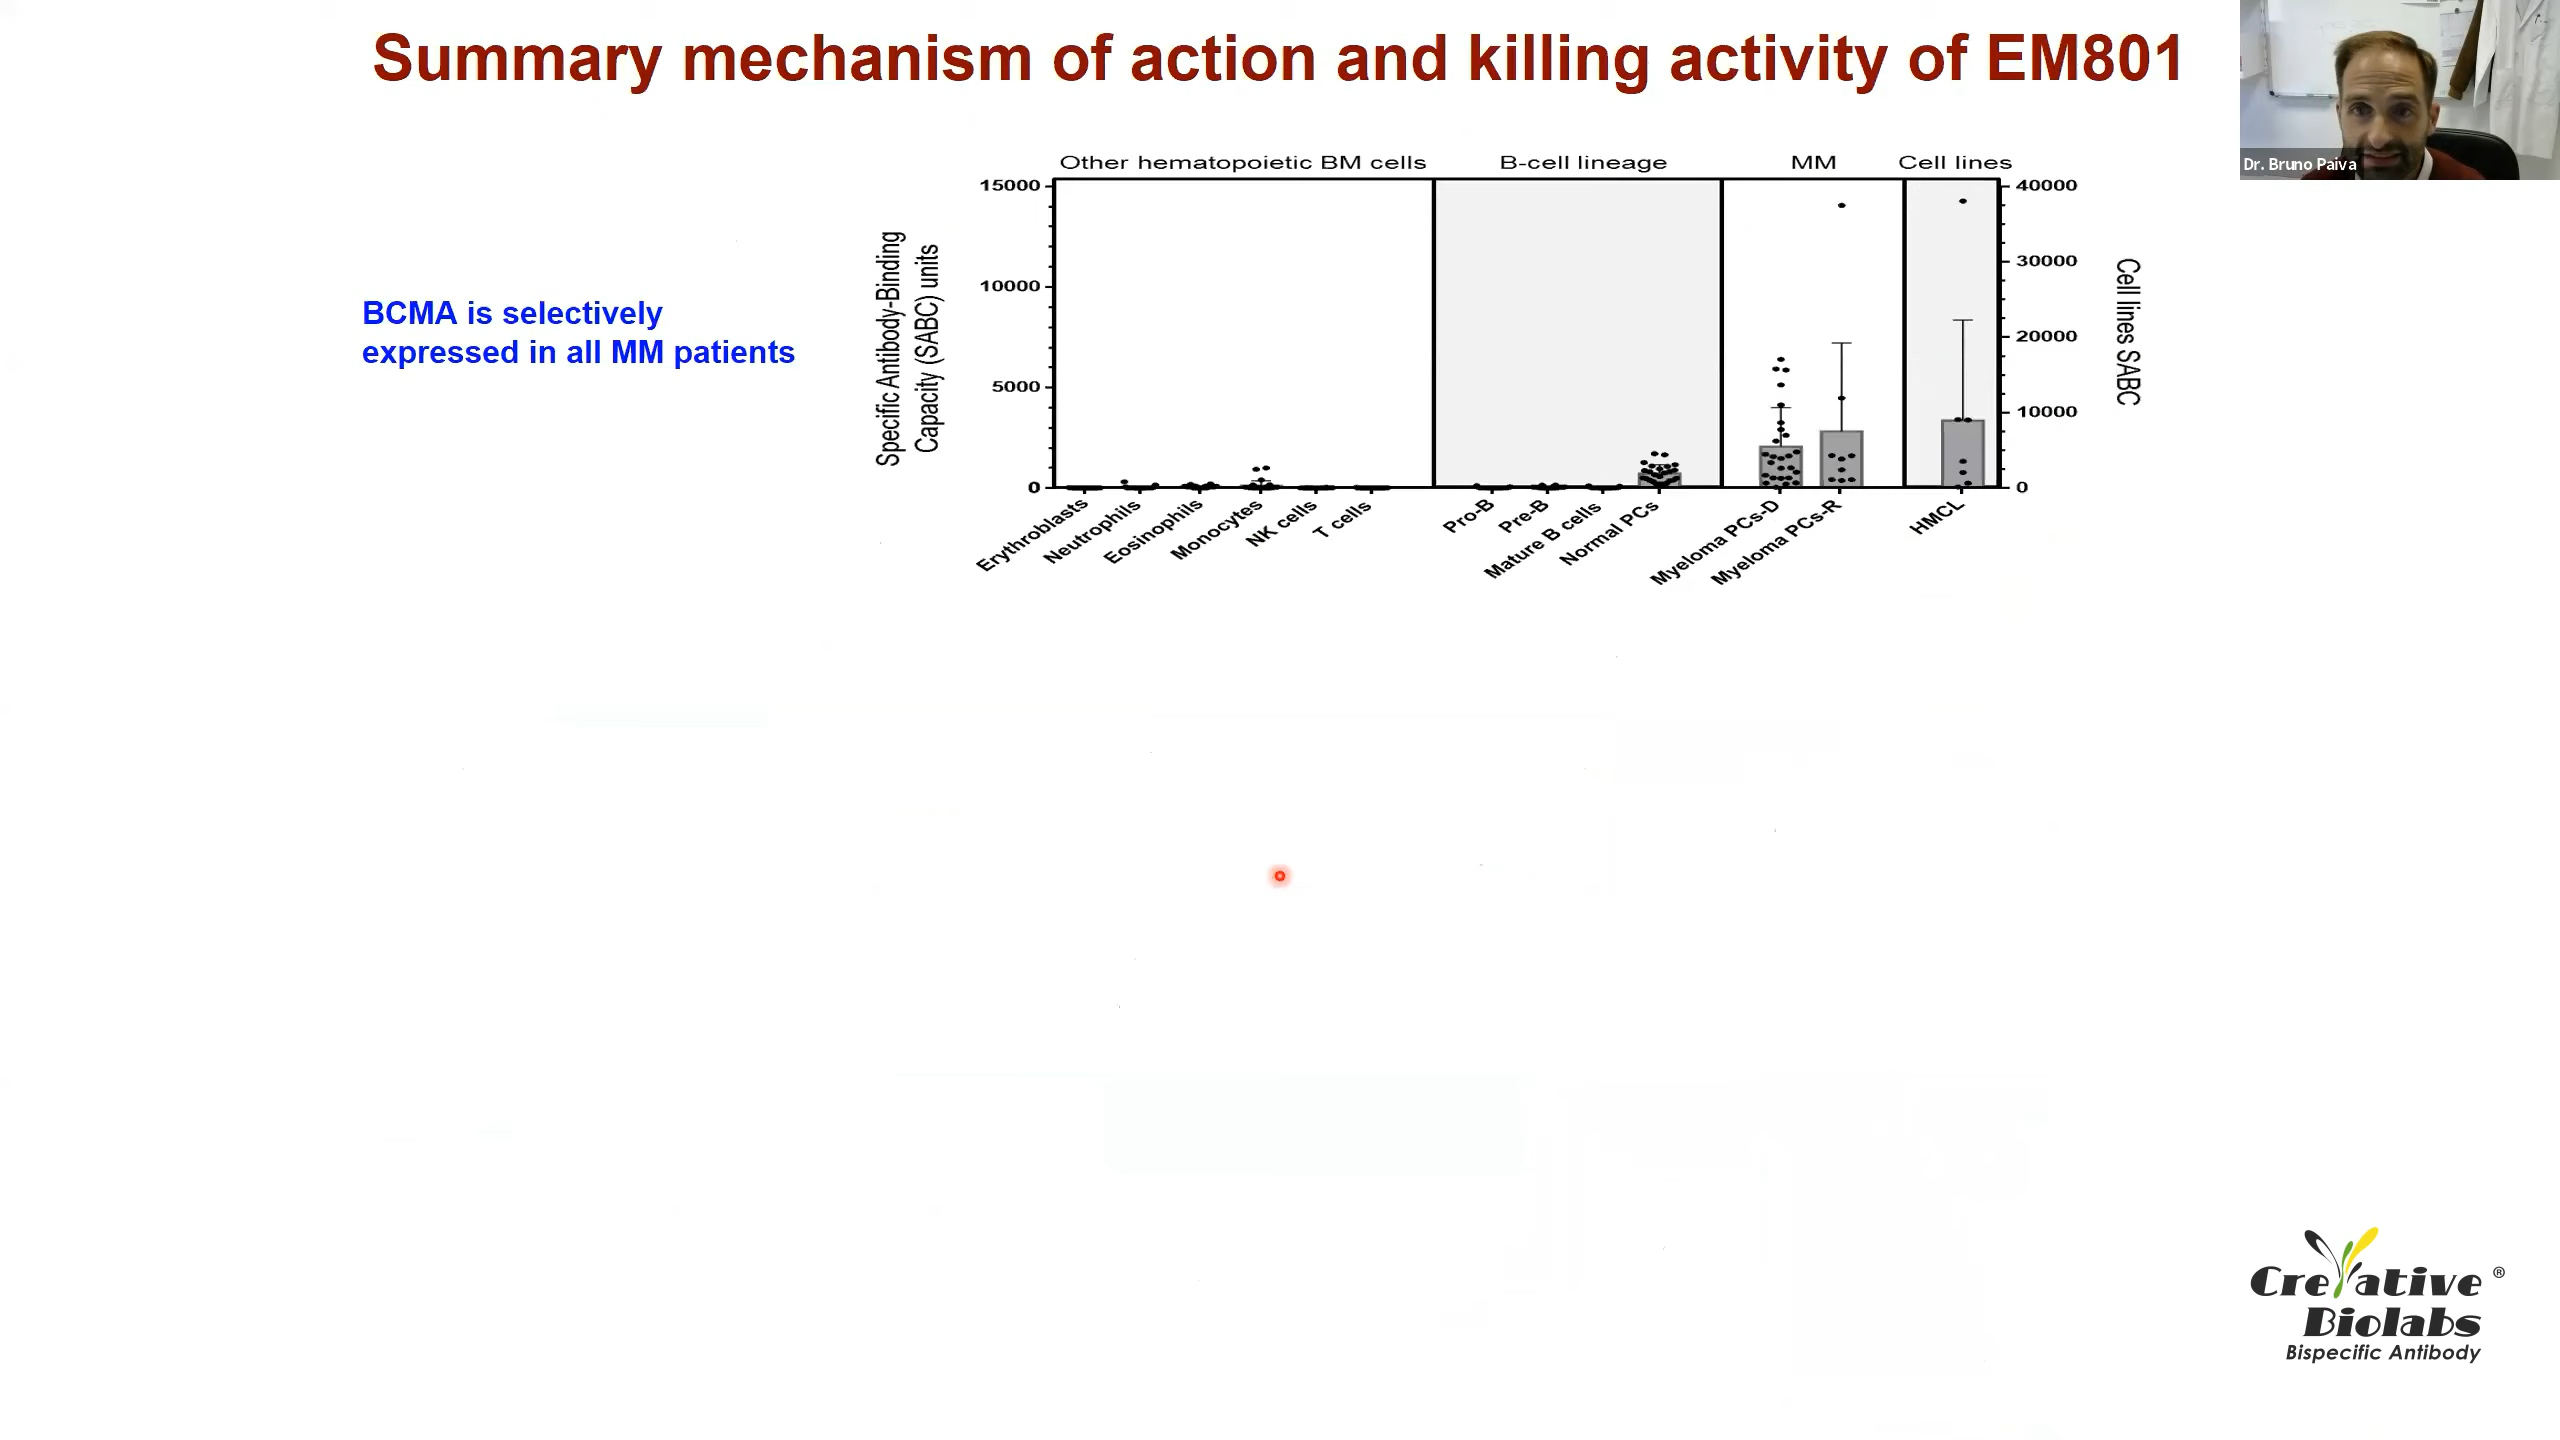 Summary mechanism of action and killing activity of EM801
Dr. Bruno Paiva
BCMA is selectively
expressed in all MM patients
Other hematopoietic BM cells
B-cell lineage
MM
Cell lines
Specific Antibody-Binding
Capacity (SABC) units
15000
10000
5000
0
40000
30000
20000
10000
0
Cell lines SABC
Erythroblasts
Neutrophils
Eosinophils
Monocytes
NK cells
T cells
Pro-B
Pre-B
Mature B cells
Normal PCs
Myeloma PCs-D
Myeloma PCs-R
HMCL
Creative ®
Biolabs
Bispecific Antibody